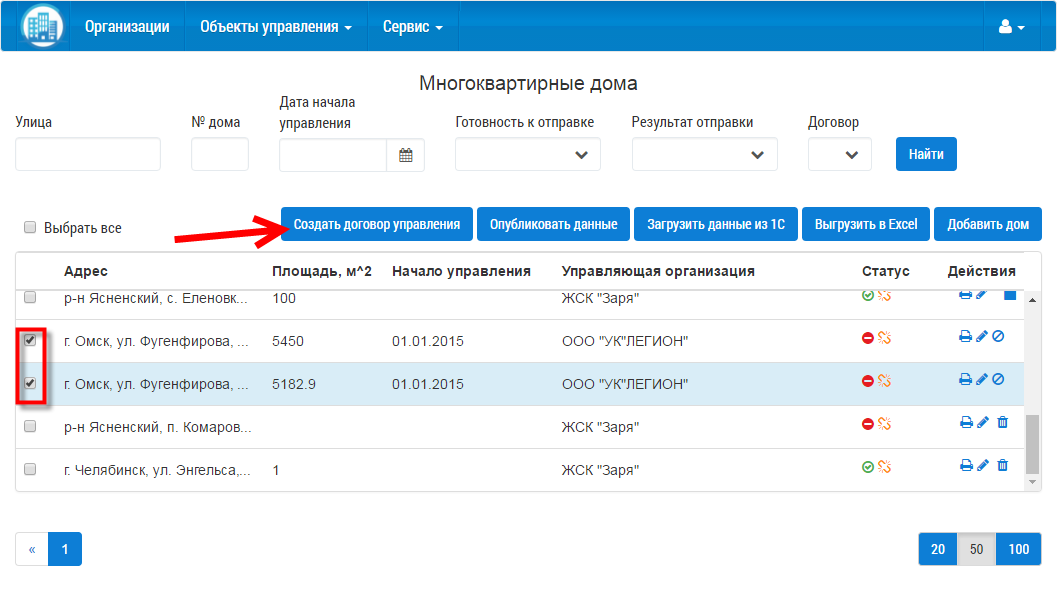 Организации Объекты управления Сервис
Многоквартирные дома
Улица № дома Дата начала управления Готовность к отправке Результат отправки Договор
Найти
Выбрать все Создать договор управления Опубликовать данные Загрузить данные из 1С Выгрузить в Excel Добавить дом
Адрес Площадь, м^2 Начало управления Управляющая организация Статус Действия
р-н Ясненский, с. Еленовк... 100 ЖСК "Заря"
г. Омск, ул. Фугенфирова, ... 5450 01.01.2015 ООО "УК"ЛЕГИОН"
г. Омск, ул. Фугенфирова, ... 5182.9 01.01.2015 ООО "УК"ЛЕГИОН"
р-н Ясненский, п. Комаров... ЖСК "Заря"
г. Челябинск, ул. Энгельса,... 1 ЖСК "Заря"
« 1 20 50 100